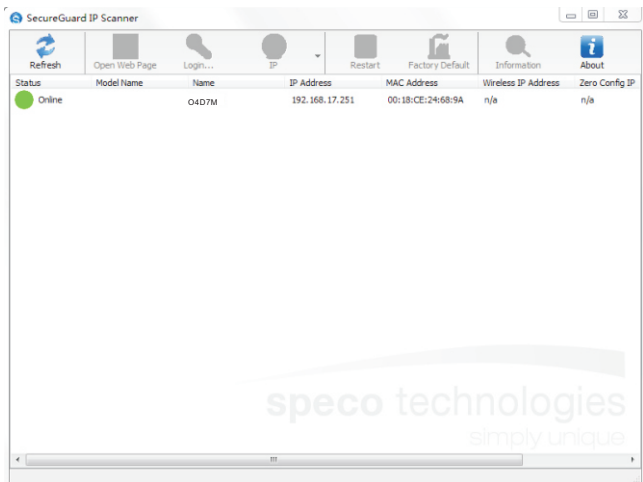 SecureGuard IP Scanner
Refresh Open Web Page Login... IP Restart Factory Default Information About
Status Model Name Name IP Address MAC Address Wireless IP Address Zero Config IP
Online O4D7M 192.168.17.251 00:18:CE:24:68:9A n/a n/a
speco technologies
simply unique